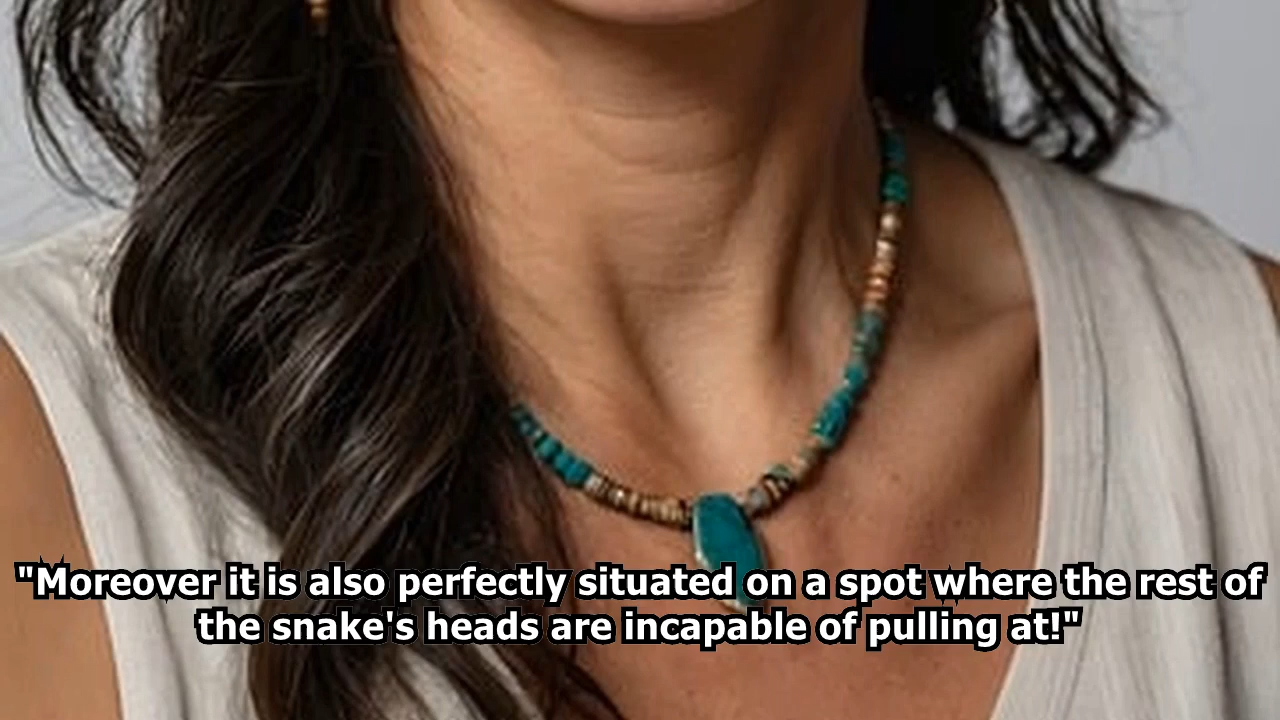 "Moreover it is also perfectly situated on a spot where the rest of
the snake's heads are incapable of pulling at!"